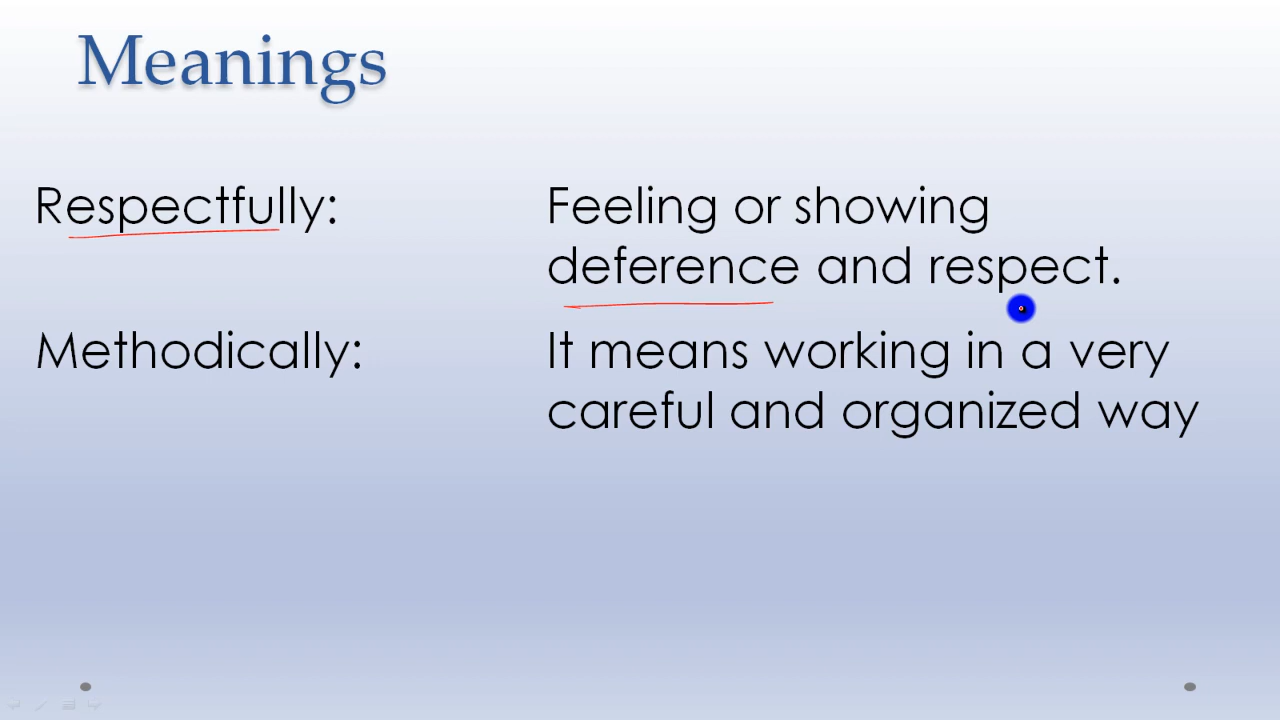 Meanings
Respectfully: Feeling or showing
deference and respect.
Methodically: It means working in a very
careful and organized way